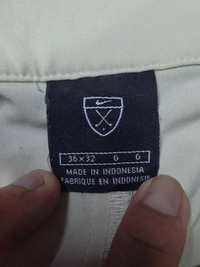 36×32 G G
MADE IN INDONESIA
FABRIQUE EN INDONESIE